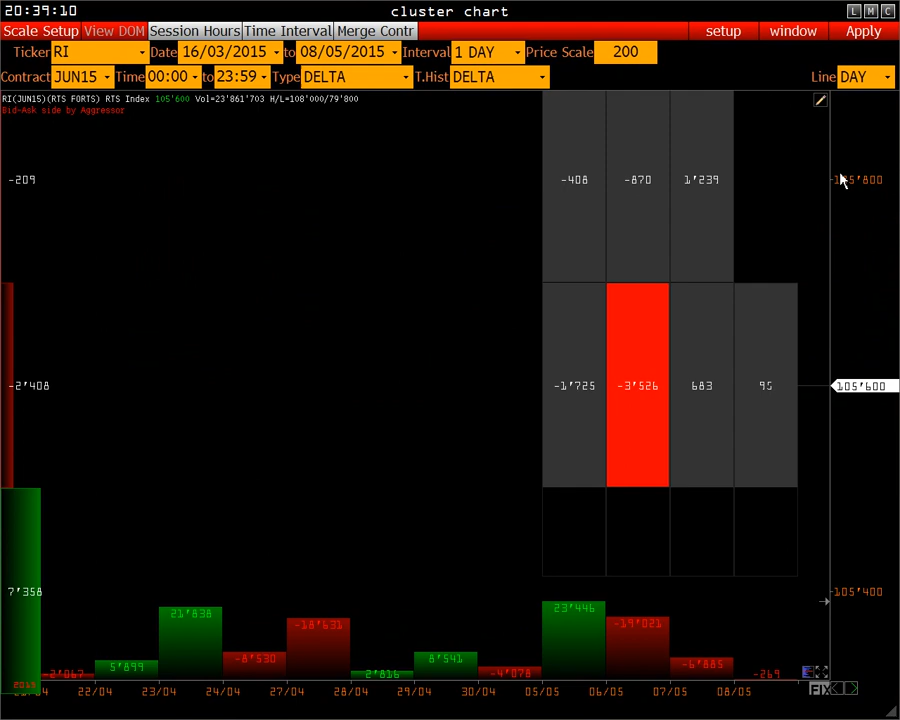 20:39:10 cluster chart L M C
Scale Setup View DOM Session Hours Time Interval Merge Contr setup window Apply
Ticker RI Date 16/03/2015 to 08/05/2015 Interval 1 DAY Price Scale 200
Contract JUN15 Time 00:00 to 23:59 Type DELTA T.Hist DELTA Line DAY
RI(JUN15)(RTS FORTS) RTS Index 105'600 Vol=23'861'703 H/L=108'000/79'800
Bid-Ask side by Aggressor
-209 -408 -870 1'239 105'800
-2'408 -1'725 -3'526 683 95 105'600
7'358 105'400
-2'067 5'899 21'838 -8'530 -18'631 2'816 8'541 -4'078 23'446 -19'021 -6'885 -269
2015
22/04 23/04 24/04 27/04 28/04 29/04 30/04 05/05 06/05 07/05 08/05 FIX